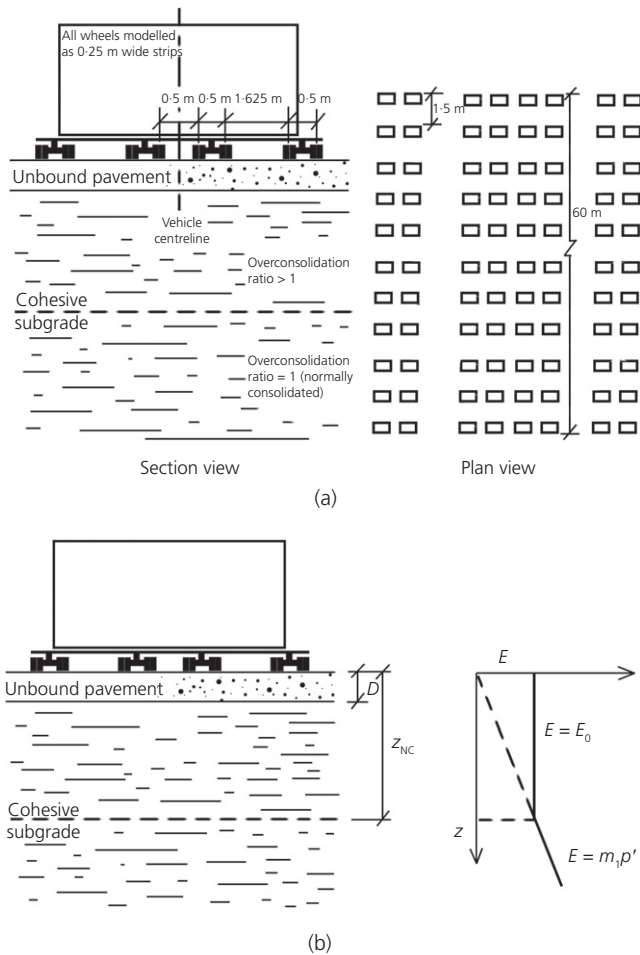 All wheels modelled
as 0·25 m wide strips
0·5 m 0·5 m 1·625 m 0·5 m
Unbound pavement
Vehicle
centreline
Overconsolidation
ratio > 1
Cohesive
subgrade
Overconsolidation
ratio = 1 (normally
consolidated)
Section view
1·5 m
60 m
Plan view
(a)
Unbound pavement
D
z_NC
Cohesive
subgrade
E
E = E_0
z
E = m_1p′
(b)